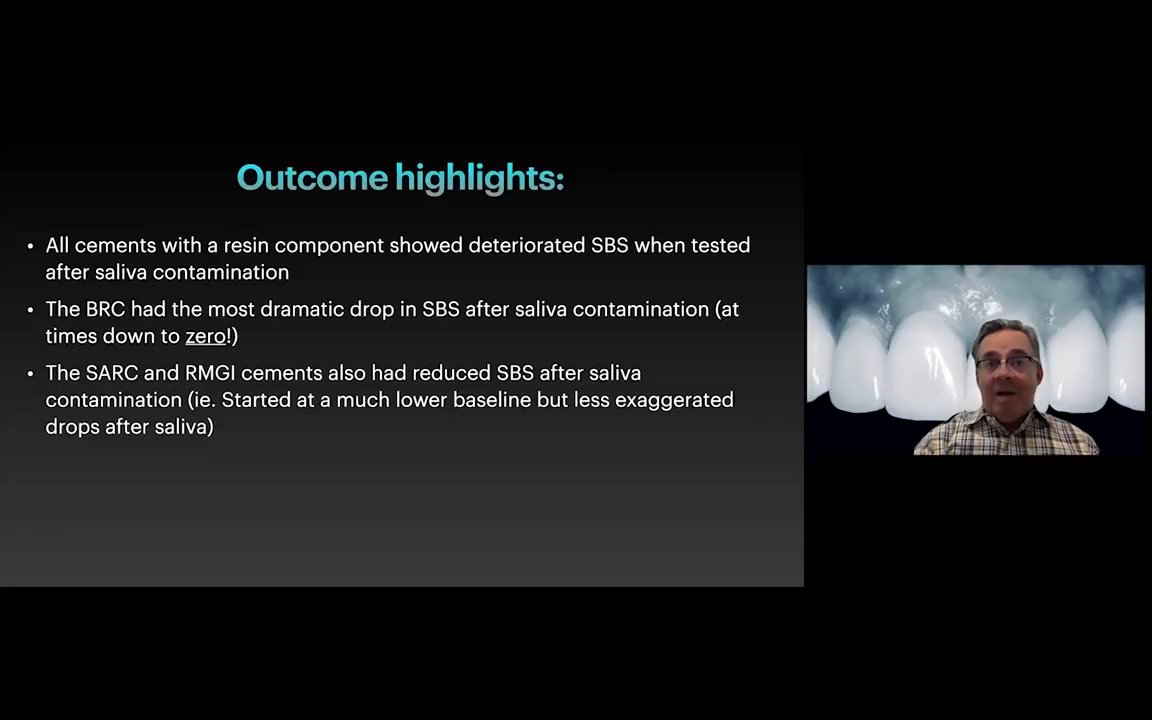 Outcome highlights:
• All cements with a resin component showed deteriorated SBS when tested
after saliva contamination
• The BRC had the most dramatic drop in SBS after saliva contamination (at
times down to zero!)
• The SARC and RMGI cements also had reduced SBS after saliva
contamination (ie. Started at a much lower baseline but less exaggerated
drops after saliva)